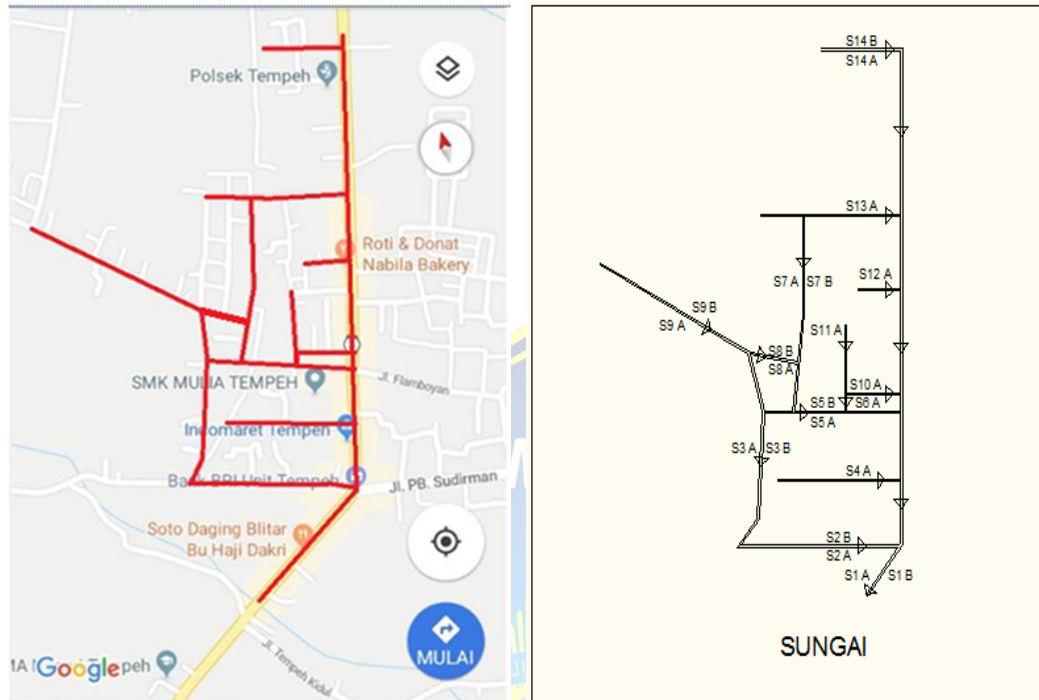 Polsek Tempeh
Roti & Donat
Nabila Bakery
SMK MULIA TEMPEH
Jl. Flamboyan
Indomaret Tempeh
Bank BRI Unit Tempeh
Jl. PB. Sudirman
Soto Daging Blitar
Bu Haji Dakri
MULAI
Jl. Tempeh Kidul
Google
peh
S14 B
S14 A
S13 A
S12 A
S7 A
S7 B
S9 B
S9 A
S11 A
S8 B
S8 A
S10 A
S6 A
S5 B
S5 A
S3 A
S3 B
S4 A
S2 B
S2 A
S1 A
S1 B
SUNGAI